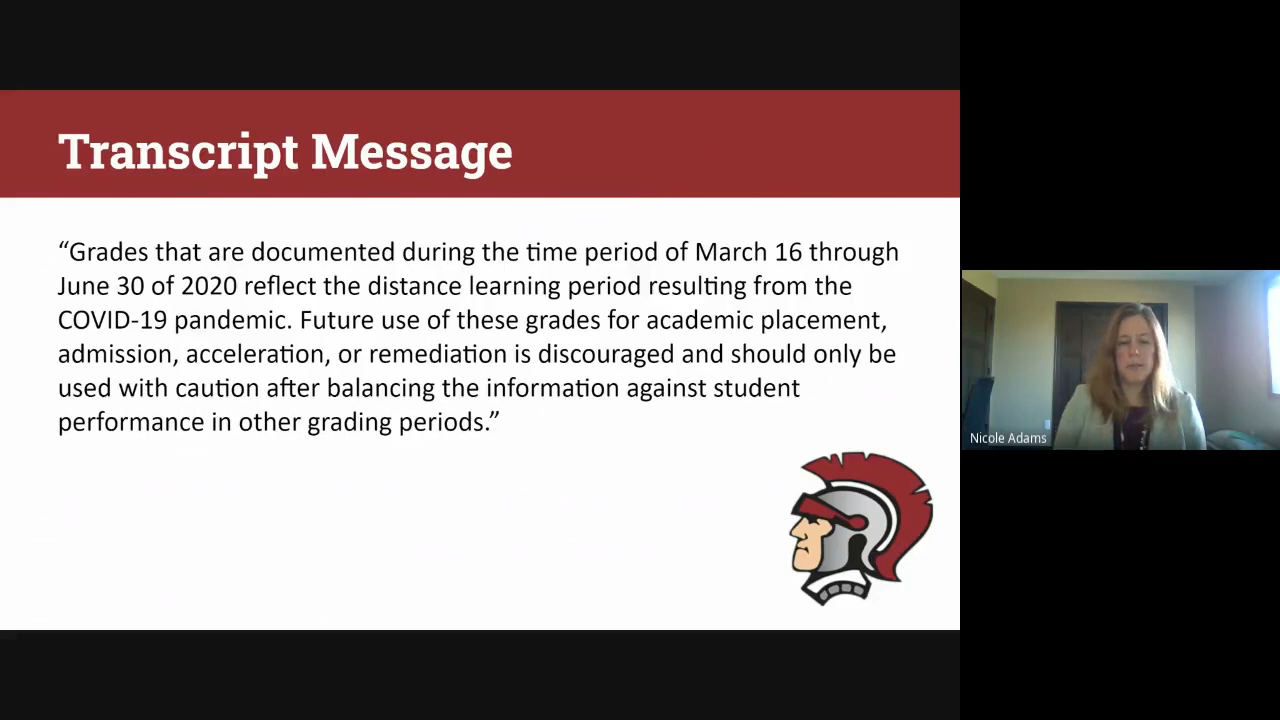 Transcript Message
“Grades that are documented during the time period of March 16 through
June 30 of 2020 reflect the distance learning period resulting from the
COVID-19 pandemic. Future use of these grades for academic placement,
admission, acceleration, or remediation is discouraged and should only be
used with caution after balancing the information against student
performance in other grading periods.”
Nicole Adams